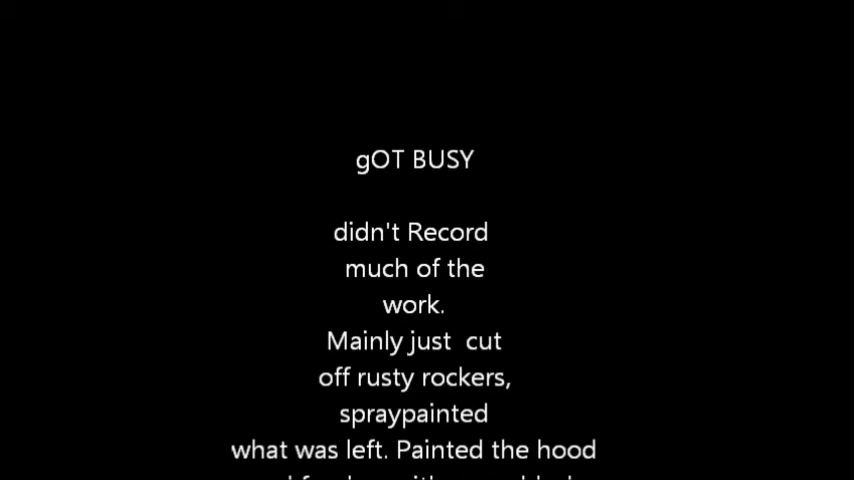 gOT BUSY
didn't Record
much of the
work.
Mainly just  cut
off rusty rockers,
spraypainted
what was left. Painted the hood